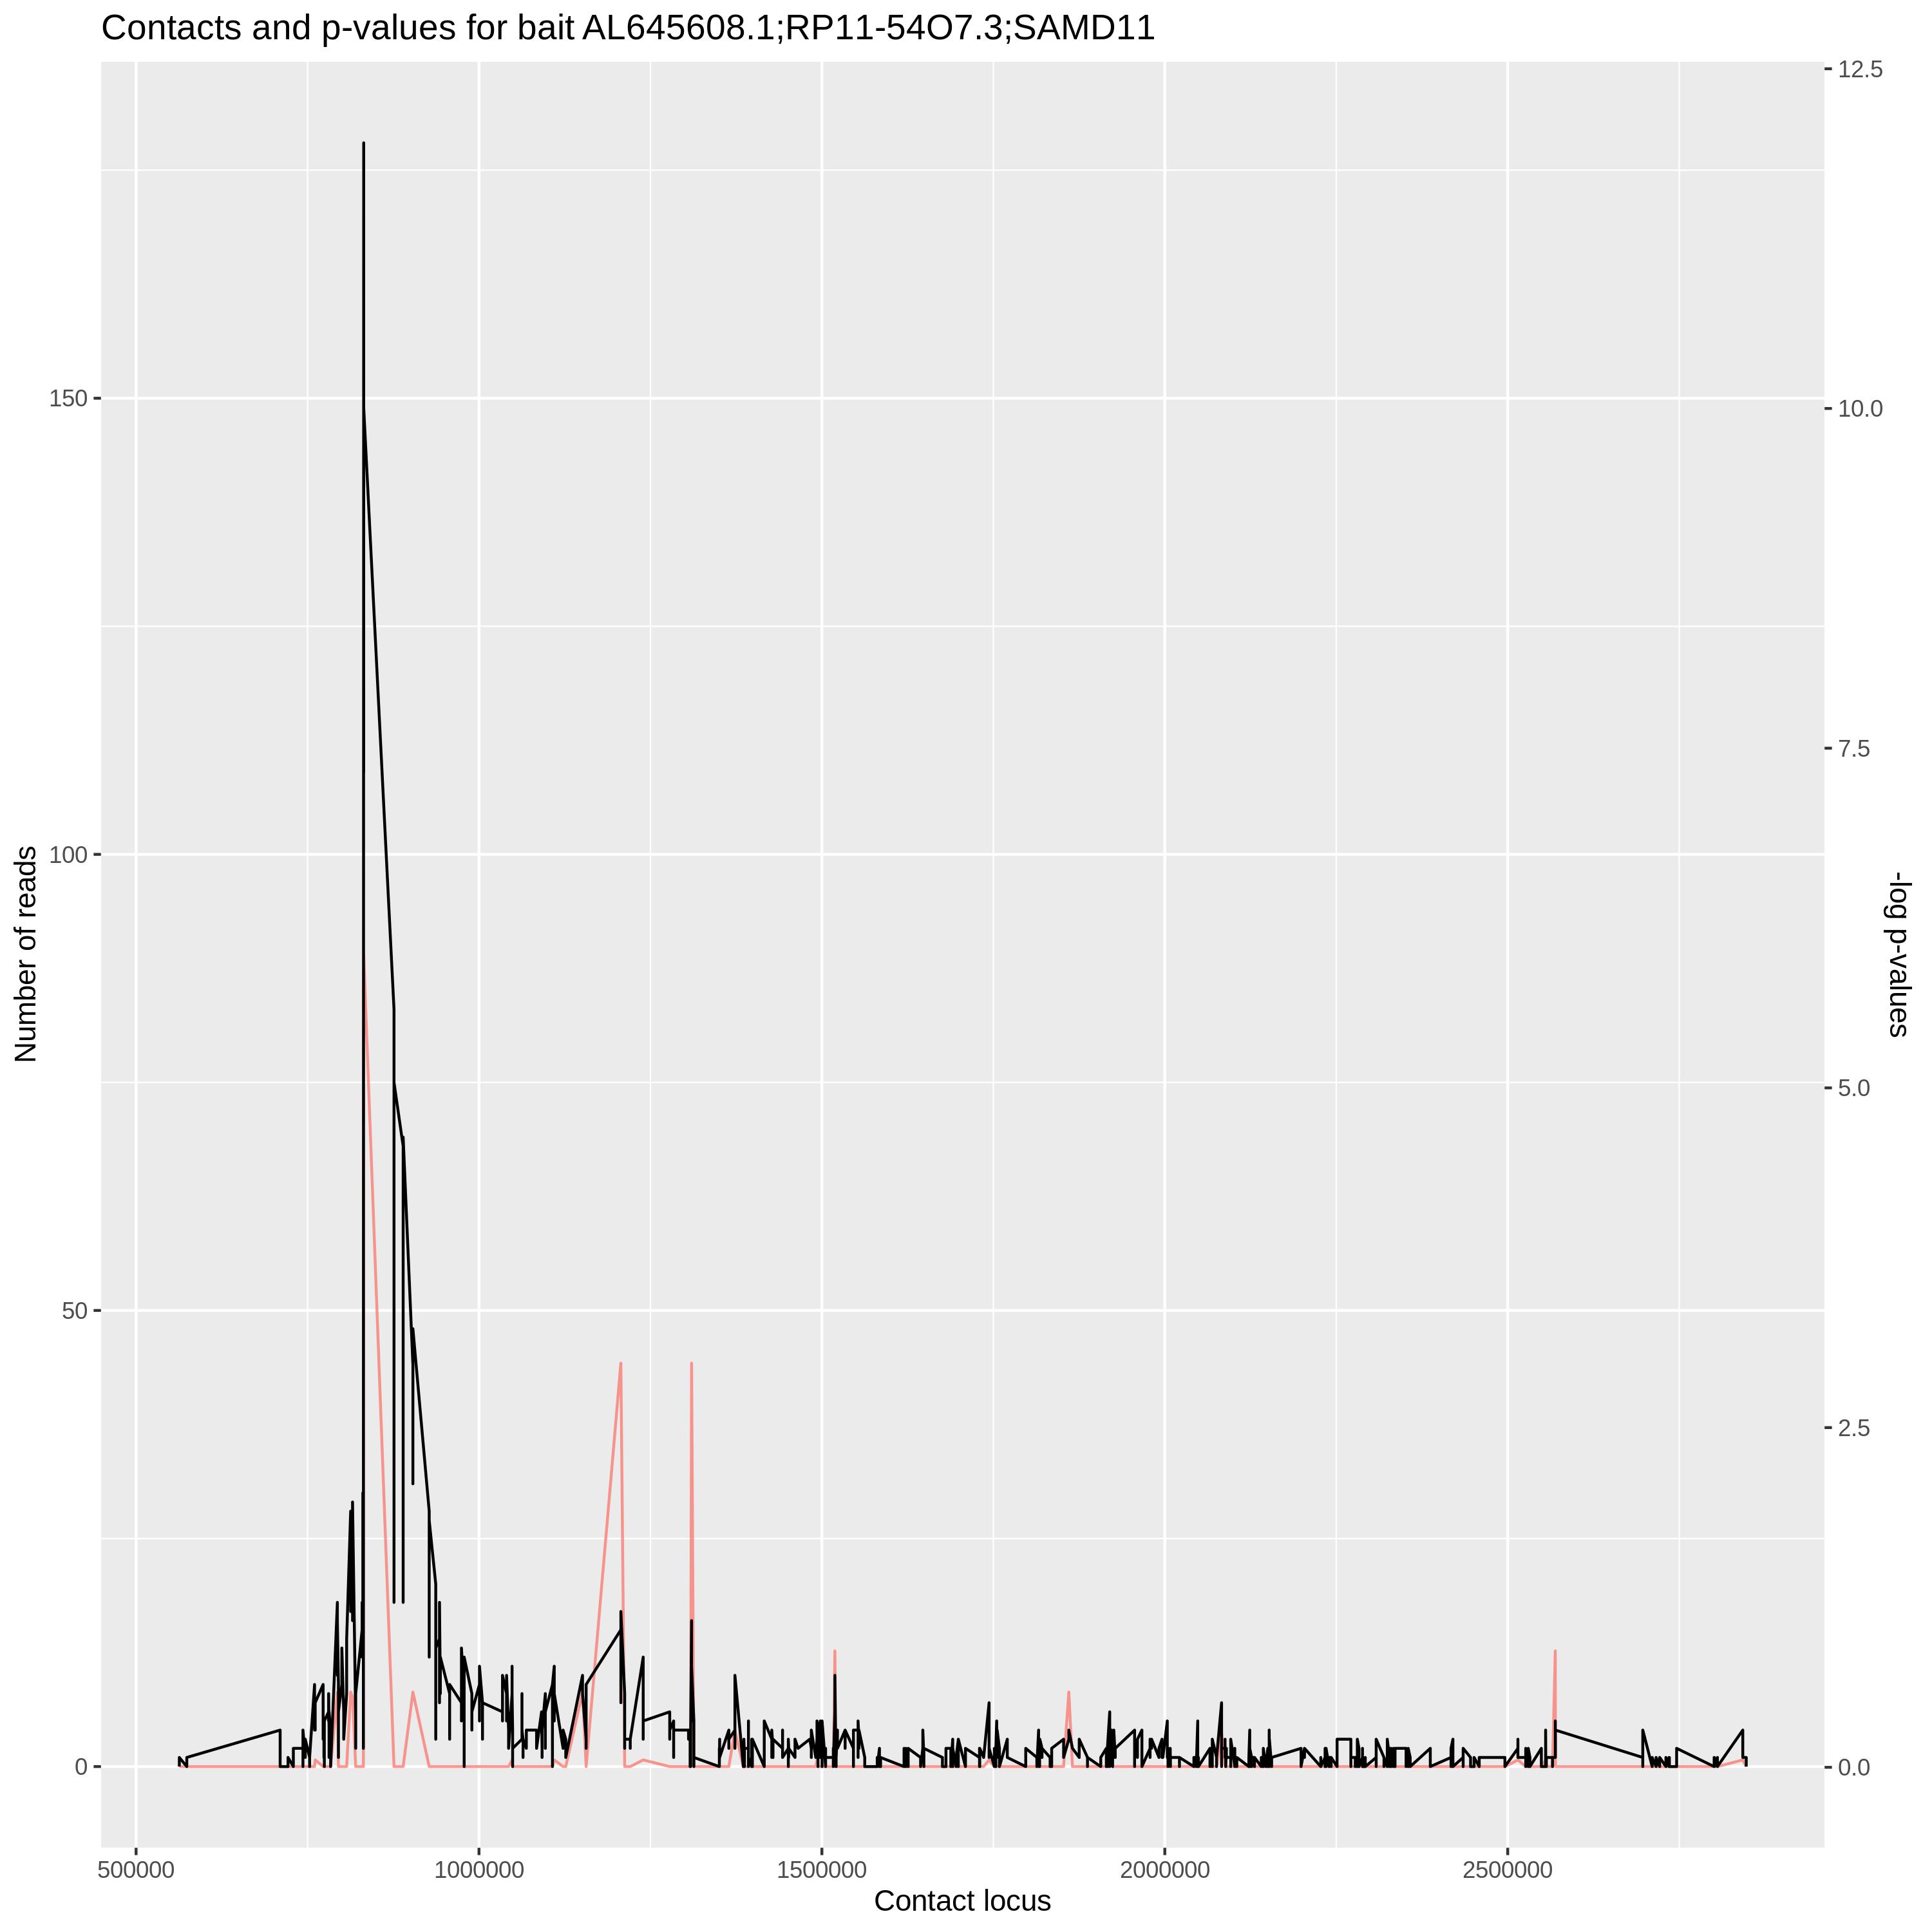 Contacts and p-values for bait AL645608.1;RP11-54O7.3;SAMD11
12.5
150
10.0
7.5
100
Number of reads
-log p-values
5.0
50
2.5
0
0.0
500000 1000000 1500000 2000000 2500000
Contact locus